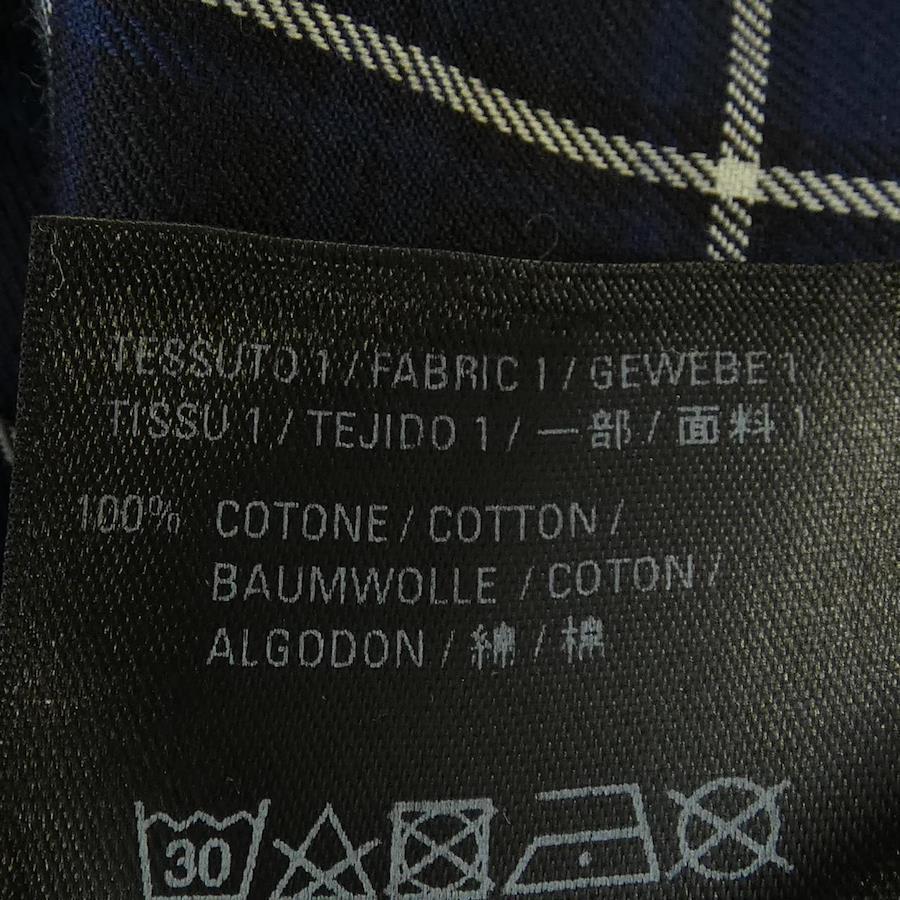 TESSUTO 1 / FABRIC 1 / GEWEBE 1 /
TISSU 1 / TEJIDO 1 / 一部 / 面料 1
100% COTONE / COTTON /
BAUMWOLLE / COTON /
ALGODON / 綿 / 棉
30